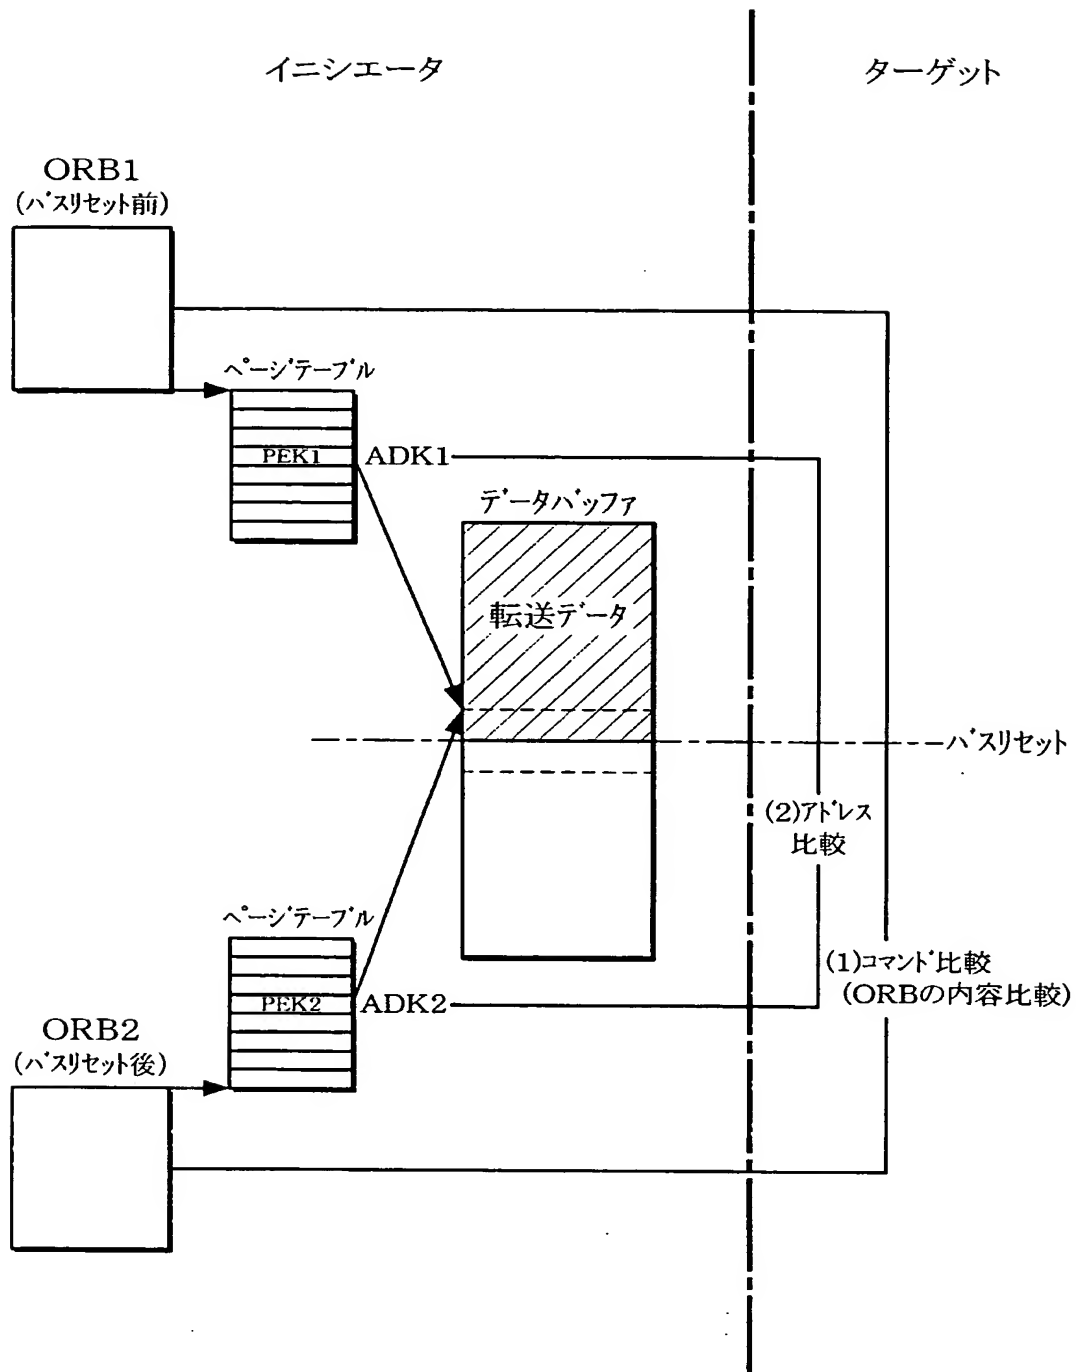 イニシエータ
ターゲット
ORB1
(バスリセット前)
ページテーブル
PEK1
ADK1
データバッファ
転送データ
バスリセット
(2)アドレス
比較
ページテーブル
PEK2
ADK2
(1)コマンド比較
(ORBの内容比較)
ORB2
(バスリセット後)